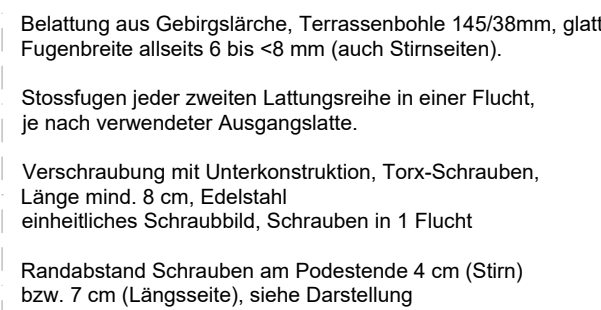 Belattung aus Gebirgslärche, Terrassenbohle 145/38mm, glatt
Fugenbreite allseits 6 bis <8 mm (auch Stirnseiten).
Stossfugen jeder zweiten Lattungsreihe in einer Flucht,
je nach verwendeter Ausgangslatte.
Verschraubung mit Unterkonstruktion, Torx-Schrauben,
Länge mind. 8 cm, Edelstahl
einheitliches Schraubbild, Schrauben in 1 Flucht
Randabstand Schrauben am Podestende 4 cm (Stirn)
bzw. 7 cm (Längsseite), siehe Darstellung